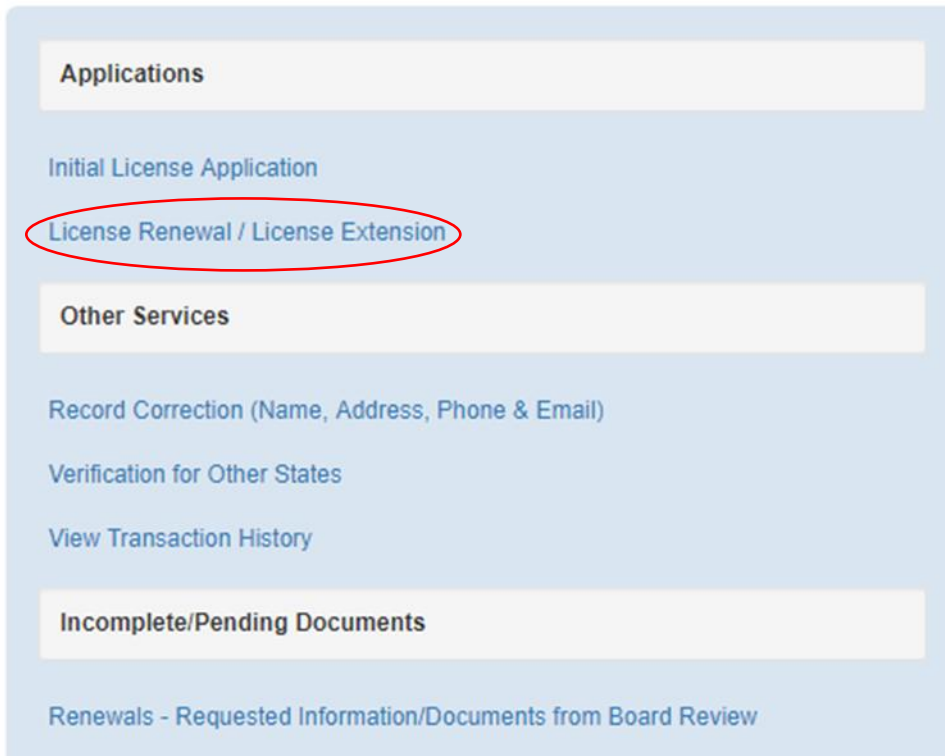 Applications
Initial License Application
License Renewal / License Extension
Other Services
Record Correction (Name, Address, Phone & Email)
Verification for Other States
View Transaction History
Incomplete/Pending Documents
Renewals - Requested Information/Documents from Board Review